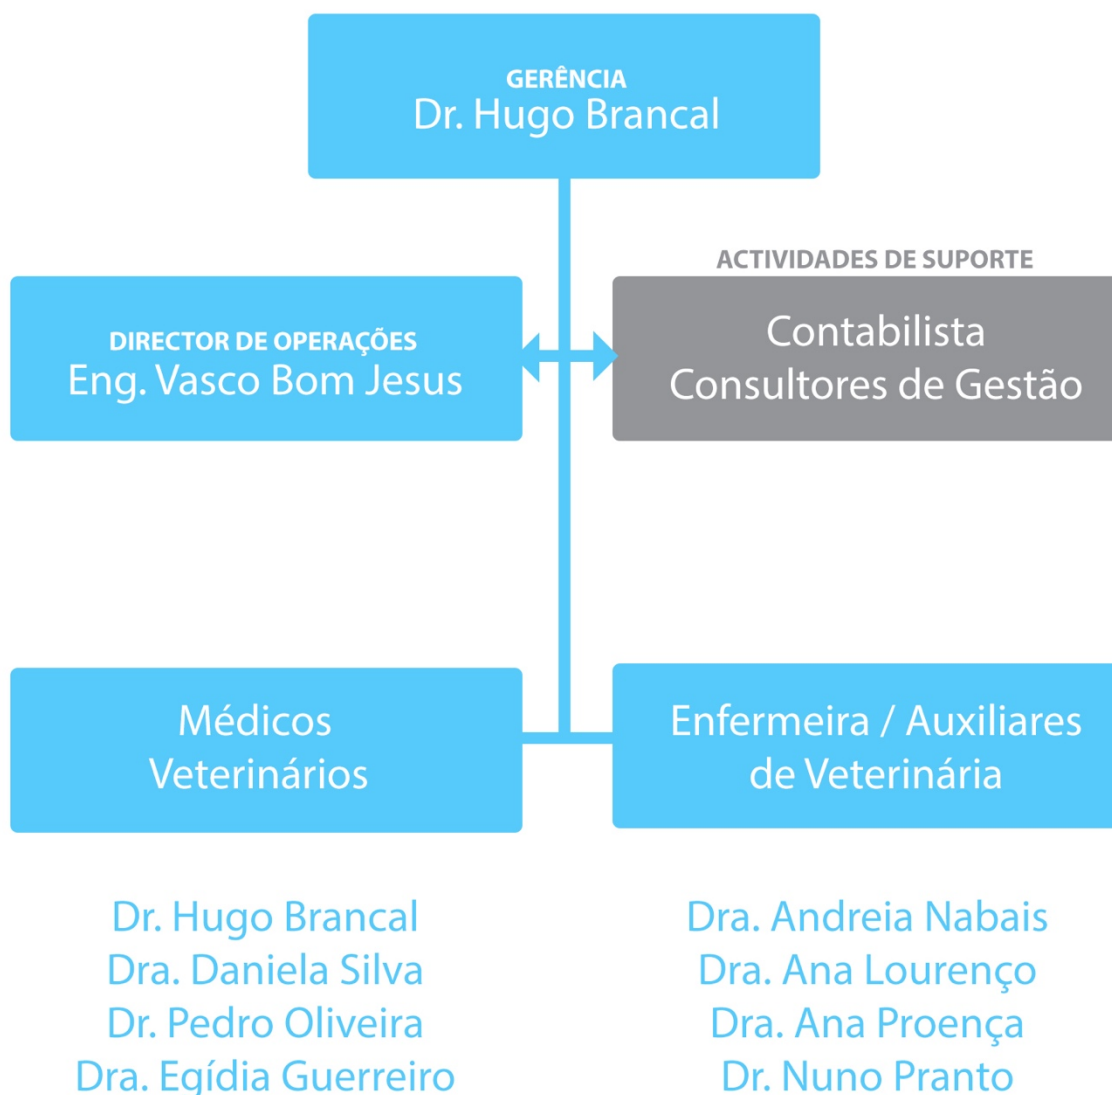 GERÊNCIA
Dr. Hugo Brancal
DIRECTOR DE OPERAÇÕES
Eng. Vasco Bom Jesus
ACTIVIDADES DE SUPORTE
Contabilista
Consultores de Gestão
Médicos
Veterinários
Enfermeira / Auxiliares
de Veterinária
Dr. Hugo Brancal
Dra. Daniela Silva
Dr. Pedro Oliveira
Dra. Egídia Guerreiro
Dra. Andreia Nabais
Dra. Ana Lourenço
Dra. Ana Proença
Dr. Nuno Pranto